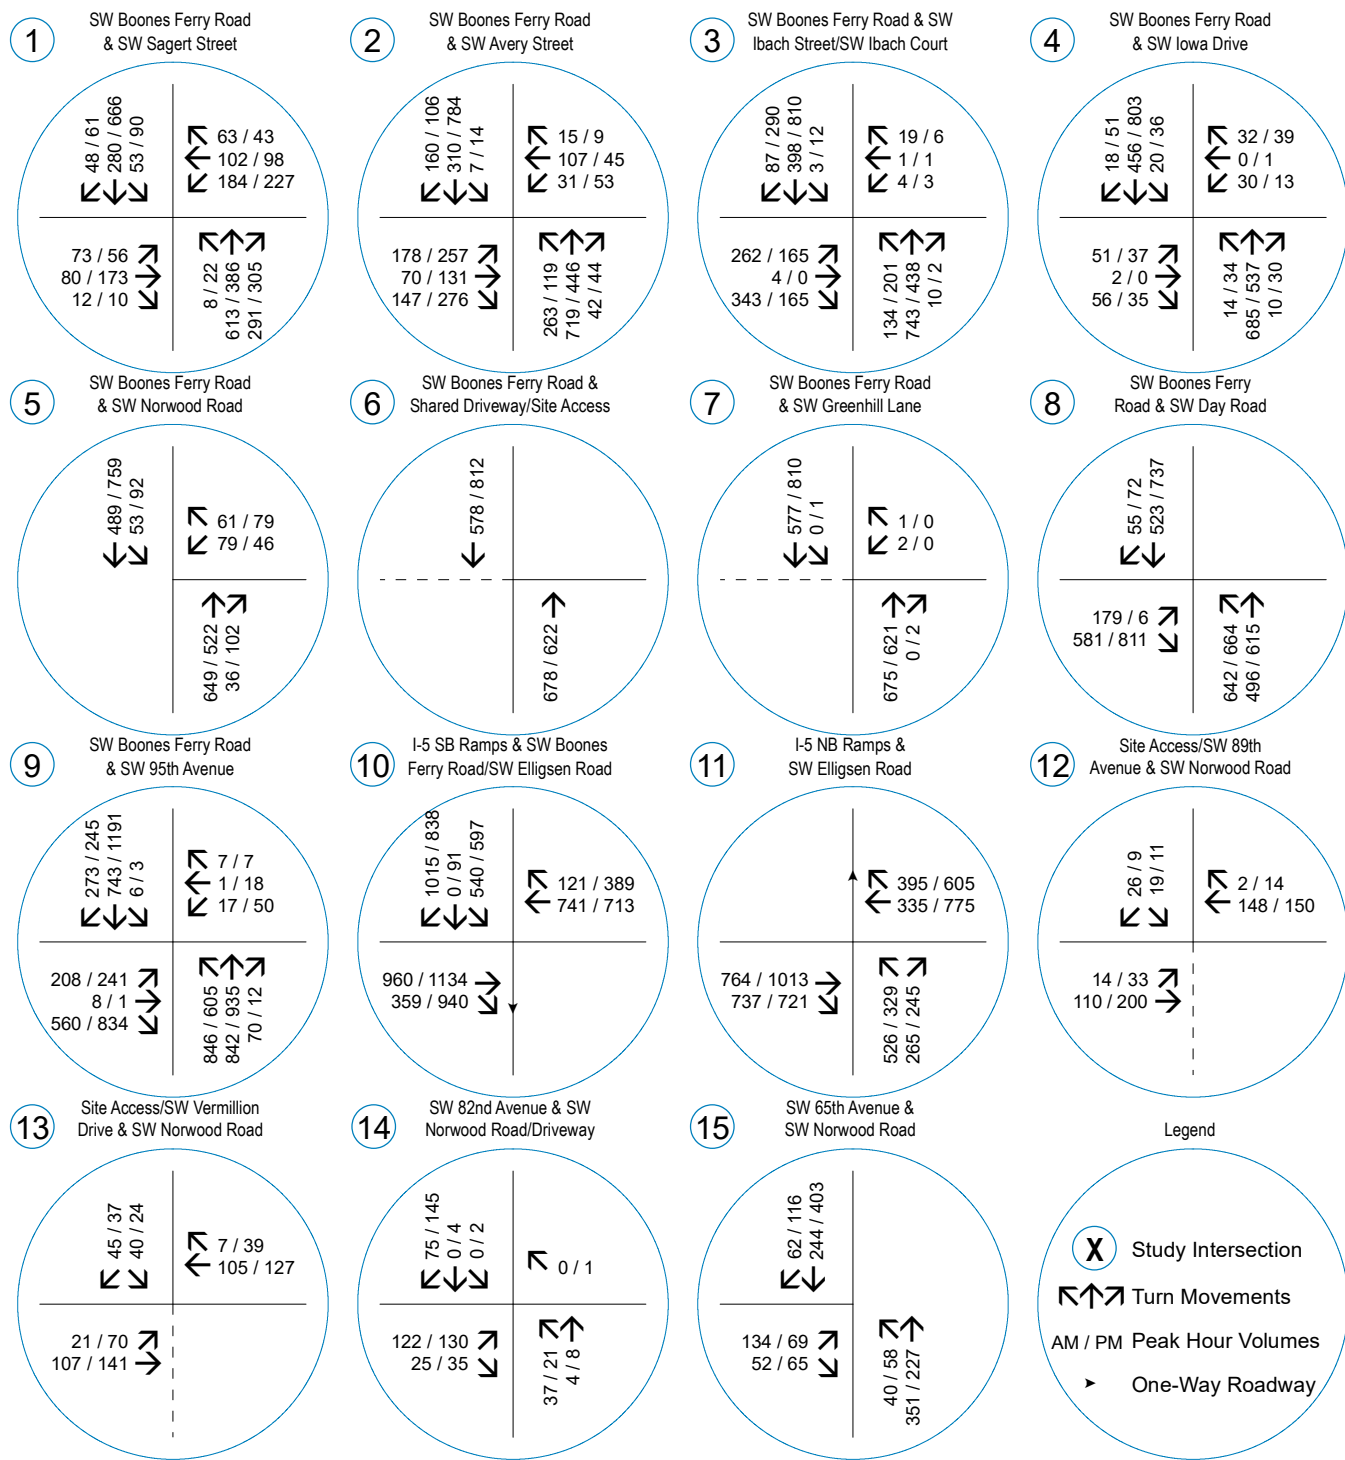 1
SW Boones Ferry Road
& SW Sagert Street
48 / 61
280 / 666
53 / 90
63 / 43
102 / 98
184 / 227
73 / 56
80 / 173
12 / 10
8 / 22
613 / 386
291 / 305
2
SW Boones Ferry Road
& SW Avery Street
160 / 106
310 / 784
7 / 14
15 / 9
107 / 45
31 / 53
178 / 257
70 / 131
147 / 276
263 / 119
719 / 446
42 / 44
3
SW Boones Ferry Road & SW
Ibach Street/SW Ibach Court
87 / 290
398 / 810
3 / 12
19 / 6
1 / 1
4 / 3
262 / 165
4 / 0
343 / 165
134 / 201
743 / 438
10 / 2
4
SW Boones Ferry Road
& SW Iowa Drive
18 / 51
456 / 803
20 / 36
32 / 39
0 / 1
30 / 13
51 / 37
2 / 0
56 / 35
14 / 34
685 / 537
10 / 30
5
SW Boones Ferry Road
& SW Norwood Road
489 / 759
53 / 92
61 / 79
79 / 46
649 / 522
36 / 102
6
SW Boones Ferry Road &
Shared Driveway/Site Access
578 / 812
678 / 622
7
SW Boones Ferry Road
& SW Greenhill Lane
577 / 810
0 / 1
1 / 0
2 / 0
675 / 621
0 / 2
8
SW Boones Ferry
Road & SW Day Road
55 / 72
523 / 737
179 / 6
581 / 811
642 / 664
496 / 615
9
SW Boones Ferry Road
& SW 95th Avenue
273 / 245
743 / 1191
6 / 3
7 / 7
1 / 18
17 / 50
208 / 241
8 / 1
560 / 834
846 / 605
842 / 935
70 / 12
10
I-5 SB Ramps & SW Boones
Ferry Road/SW Elligsen Road
1015 / 838
0 / 91
540 / 597
121 / 389
741 / 713
960 / 1134
359 / 940
11
I-5 NB Ramps &
SW Elligsen Road
395 / 605
335 / 775
764 / 1013
737 / 721
526 / 329
265 / 245
12
Site Access/SW 89th
Avenue & SW Norwood Road
26 / 9
19 / 11
2 / 14
148 / 150
14 / 33
110 / 200
13
Site Access/SW Vermillion
Drive & SW Norwood Road
45 / 37
40 / 24
7 / 39
105 / 127
21 / 70
107 / 141
14
SW 82nd Avenue & SW
Norwood Road/Driveway
75 / 145
0 / 4
0 / 2
0 / 1
122 / 130
25 / 35
37 / 21
4 / 8
15
SW 65th Avenue &
SW Norwood Road
62 / 116
244 / 403
134 / 69
52 / 65
40 / 58
351 / 227
Legend
X Study Intersection
Turn Movements
AM / PM Peak Hour Volumes
One-Way Roadway